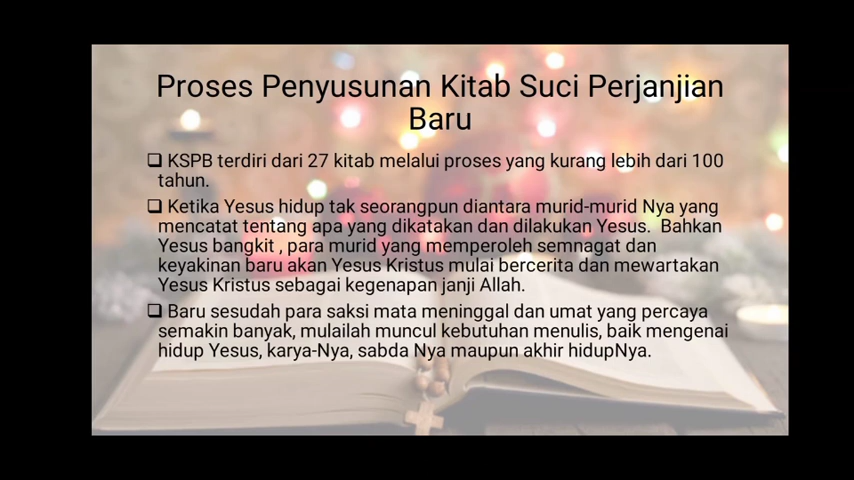 Proses Penyusunan Kitab Suci Perjanjian
Baru
❑ KSPB terdiri dari 27 kitab melalui proses yang kurang lebih dari 100
tahun.
❑ Ketika Yesus hidup tak seorangpun diantara murid-murid Nya yang
mencatat tentang apa yang dikatakan dan dilakukan Yesus.  Bahkan
Yesus bangkit , para murid yang memperoleh semnagat dan
keyakinan baru akan Yesus Kristus mulai bercerita dan mewartakan
Yesus Kristus sebagai kegenapan janji Allah.
❑ Baru sesudah para saksi mata meninggal dan umat yang percaya
semakin banyak, mulailah muncul kebutuhan menulis, baik mengenai
hidup Yesus, karya-Nya, sabda Nya maupun akhir hidupNya.